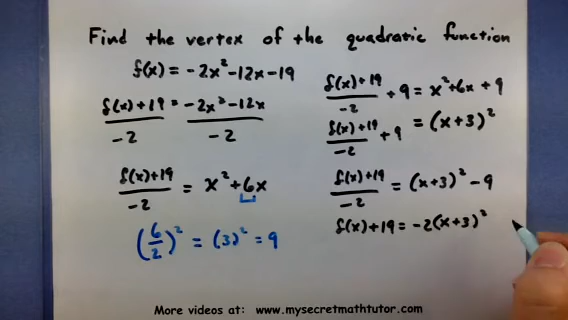 Find the vertex of the quadratic function
f(x) = -2x² -12x -19
f(x)+19 = -2x² -12x
-2 -2
f(x)+19 = x² + 6x
-2
(6/2)² = (3)² = 9
f(x)+19 + 9 = x² + 6x + 9
-2
f(x)+19 + 9 = (x+3)²
-2
f(x)+19 = (x+3)² - 9
-2
f(x)+19 = -2(x+3)²
More videos at: www.mysecretmathtutor.com